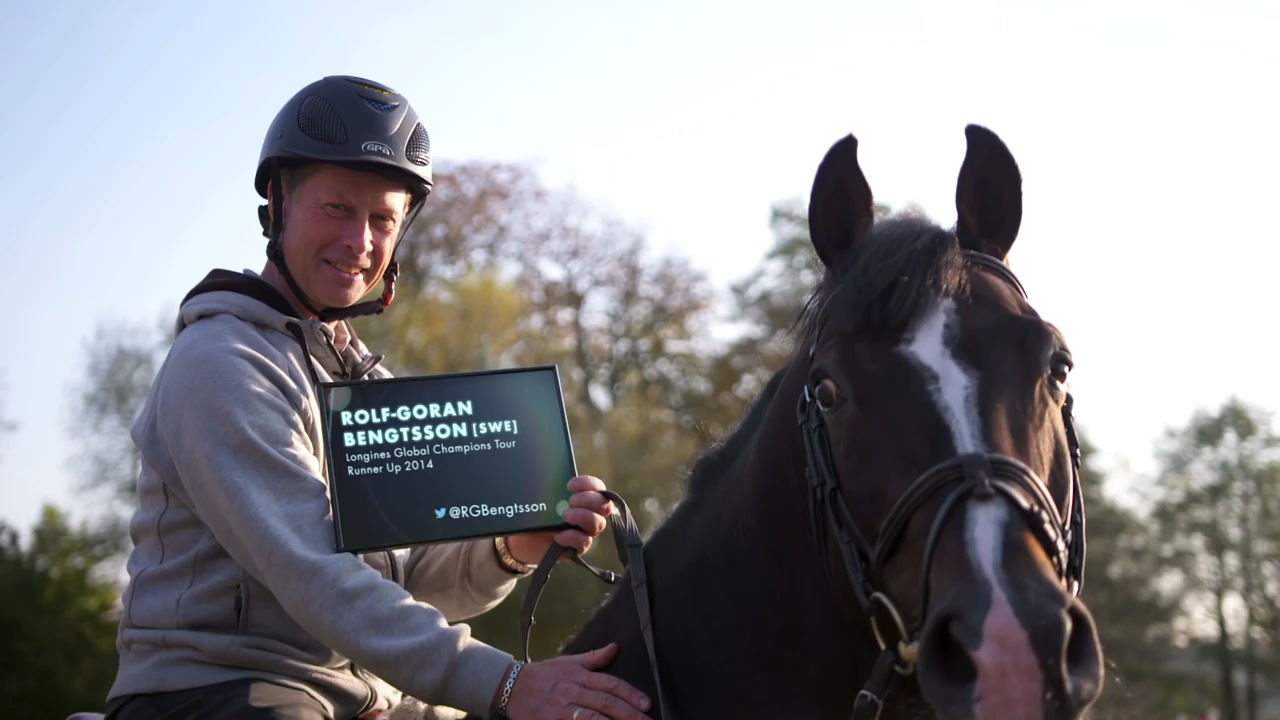 GPA
ROLF-GORAN
BENGTSSON [SWE]
Longines Global Champions Tour
Runner Up 2014
@RGBengtsson